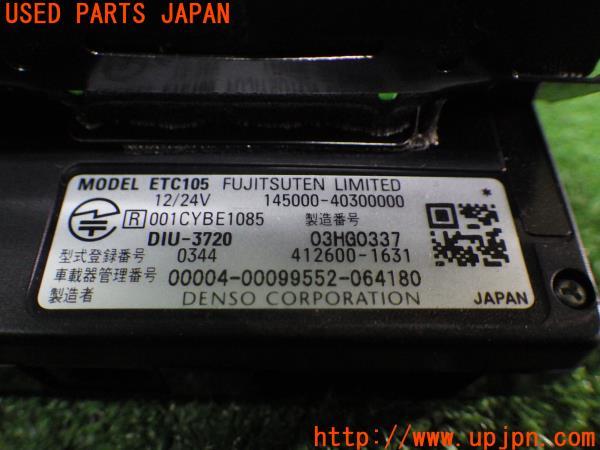 USED PARTS JAPAN
MODEL ETC105 FUJITSUTEN LIMITED
12/24V 145000-40300000
R 001CYBE1085 製造番号
DIU-3720 03HG0337
型式登録番号 0344 412600-1631
車載器管理番号 00004-00099552-064180
製造者 DENSO CORPORATION JAPAN
http://www.upjpn.com